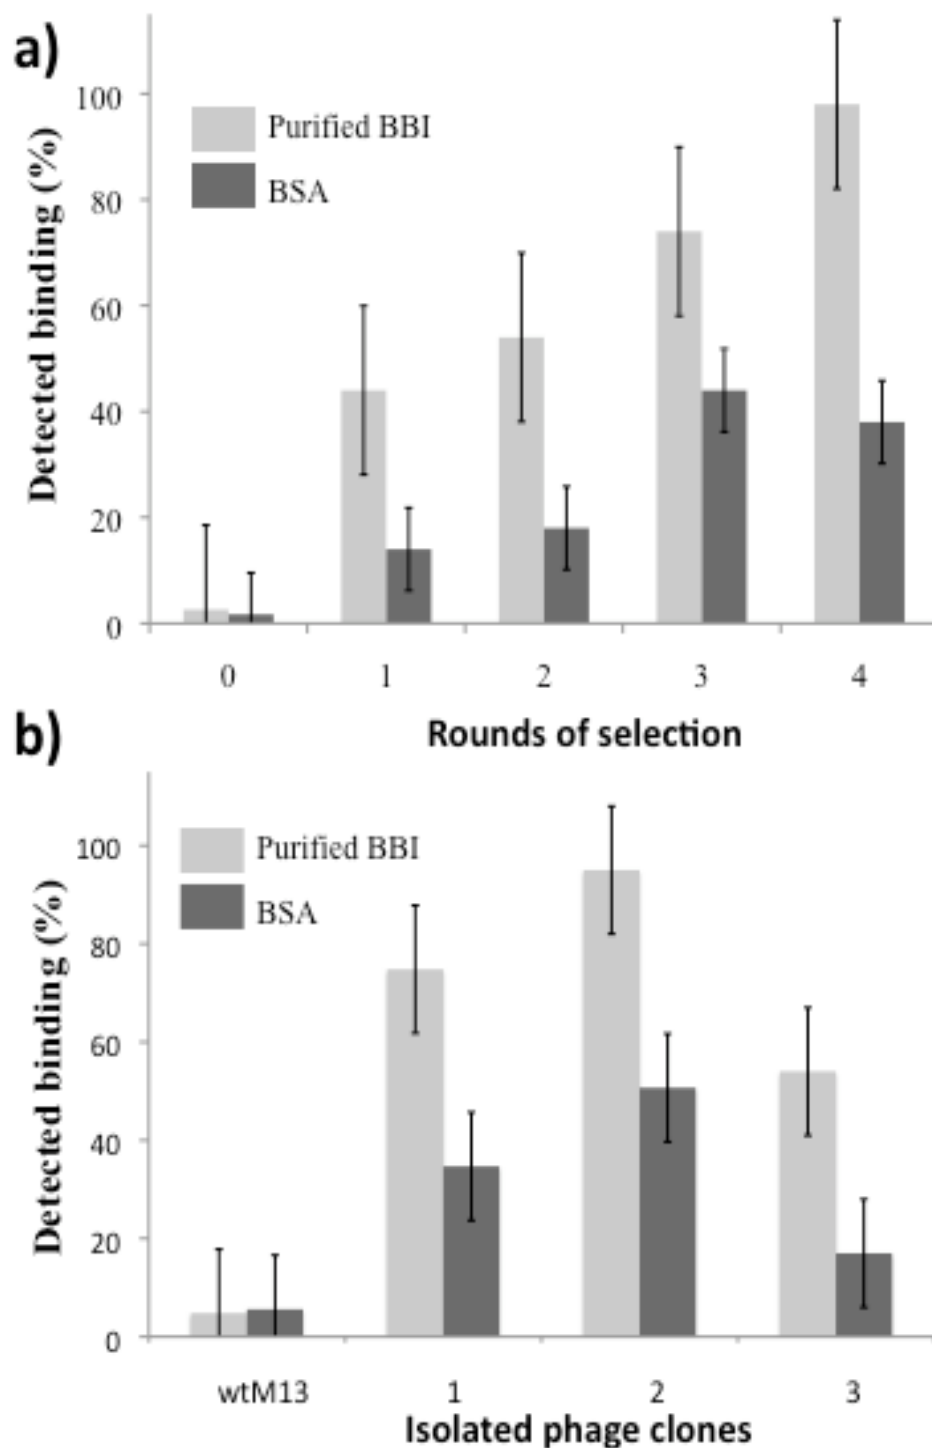 a)
Detected binding (%)
100
80
60
40
20
0
Purified BBI
BSA
0 1 2 3 4
Rounds of selection
b)
Detected binding (%)
100
80
60
40
20
0
Purified BBI
BSA
wtM13 1 2 3
Isolated phage clones